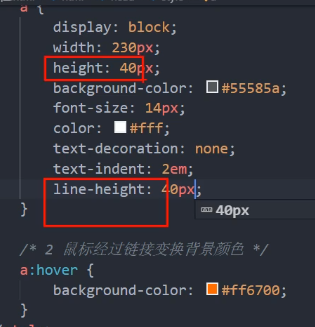 a {
display: block;
width: 230px;
height: 40px;
background-color: #55585a;
font-size: 14px;
color: #fff;
text-decoration: none;
text-indent: 2em;
line-height: 40px;
40px
}
/* 2 鼠标经过链接变换背景颜色 */
a:hover {
background-color: #ff6700;
}